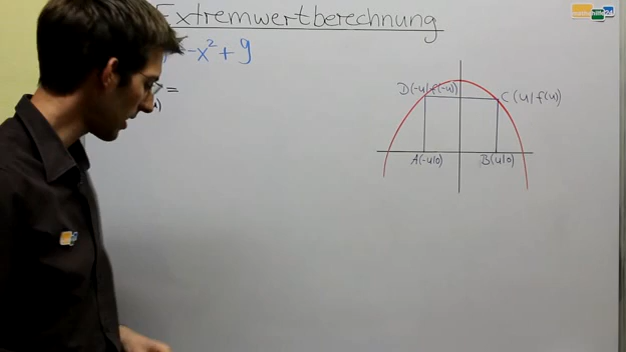 Extremwertberechnung
-x² + 9
u) =
D(-u|f(-u))
C(u|f(u)
A(-u|0)
B(u|0)